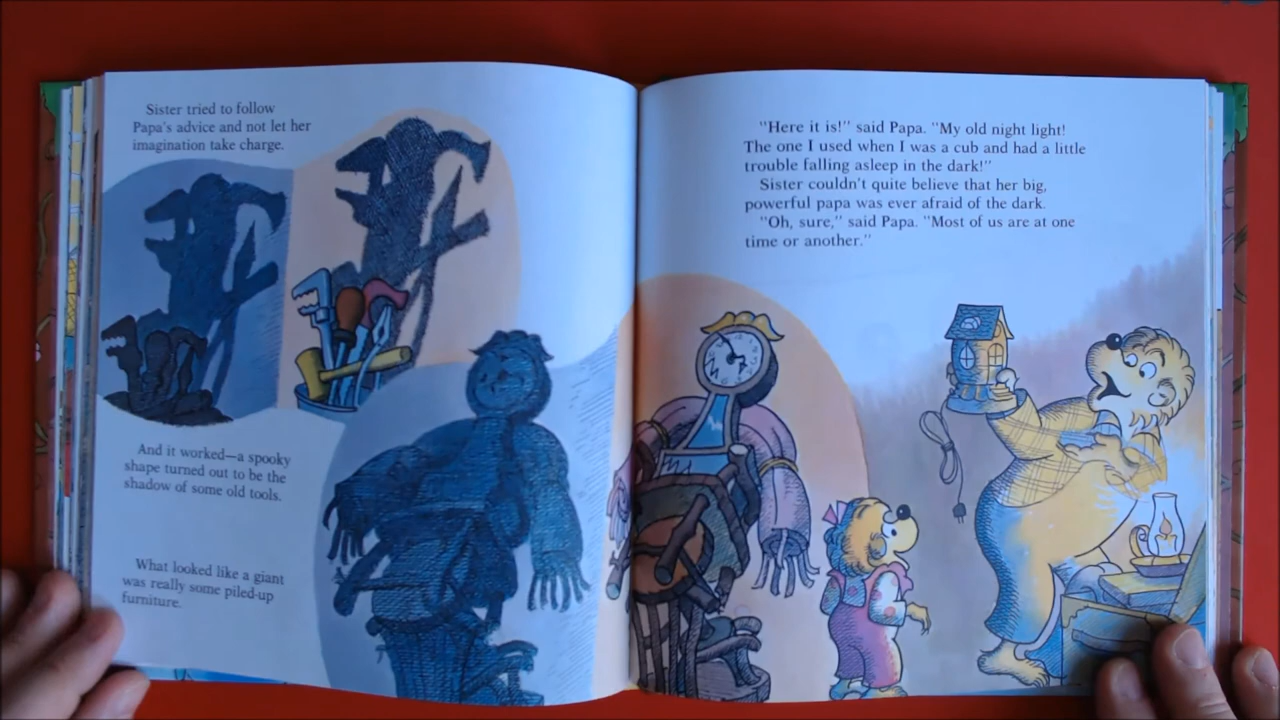 Sister tried to follow
Papa's advice and not let her
imagination take charge.
And it worked—a spooky
shape turned out to be the
shadow of some old tools.
What looked like a giant
was really some piled-up
furniture.
"Here it is!" said Papa. "My old night light!
The one I used when I was a cub and had a little
trouble falling asleep in the dark!"
Sister couldn't quite believe that her big,
powerful papa was ever afraid of the dark.
"Oh, sure," said Papa. "Most of us are at one
time or another."